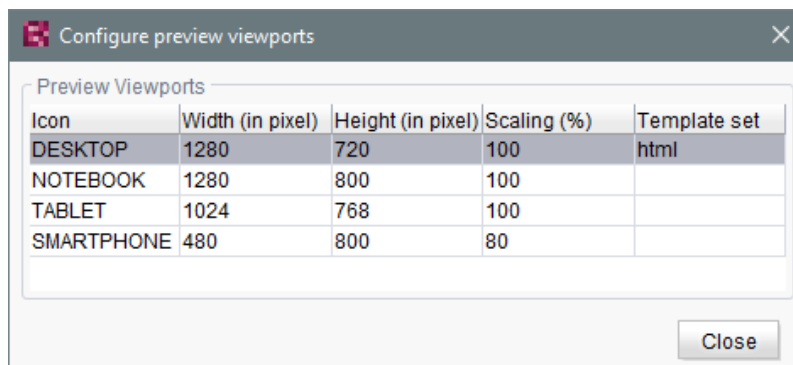 Configure preview viewports
Preview Viewports
Icon Width (in pixel) Height (in pixel) Scaling (%) Template set
DESKTOP 1280 720 100 html
NOTEBOOK 1280 800 100
TABLET 1024 768 100
SMARTPHONE 480 800 80
Close